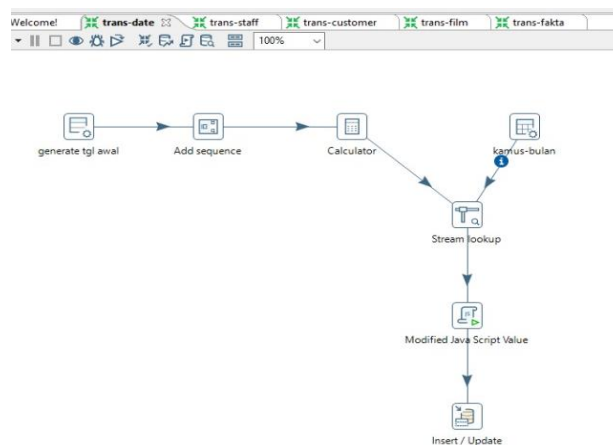 Welcome! trans-date trans-staff trans-customer trans-film trans-fakta
100%
generate tgl awal Add sequence Calculator kamus-bulan
Stream lookup
Modified Java Script Value
Insert / Update